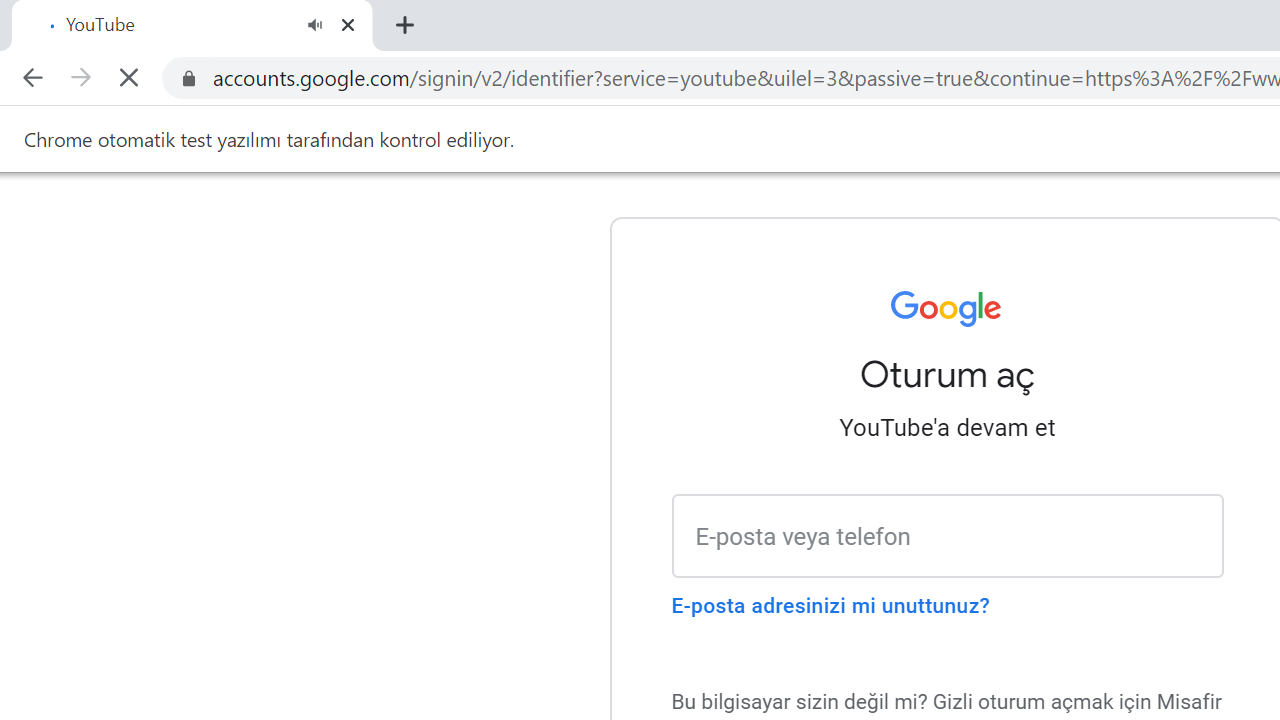 YouTube
accounts.google.com/signin/v2/identifier?service=youtube&uilel=3&passive=true&continue=https%3A%2F%2Fww
Chrome otomatik test yazılımı tarafından kontrol ediliyor.
Google
Oturum aç
YouTube'a devam et
E-posta veya telefon
E-posta adresinizi mi unuttunuz?
Bu bilgisayar sizin değil mi? Gizli oturum açmak için Misafir